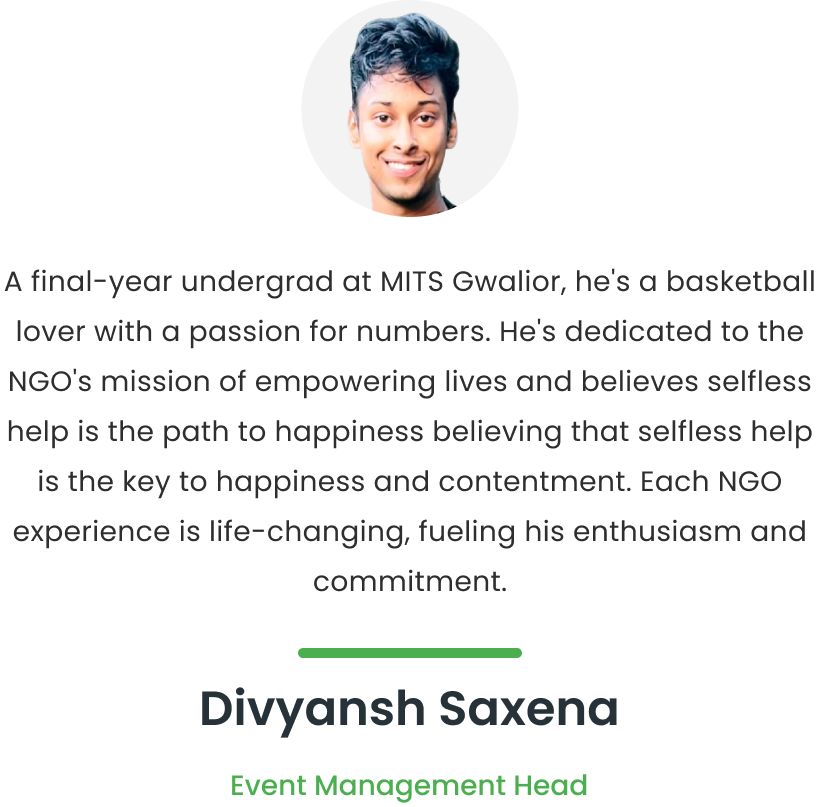 A final-year undergrad at MITS Gwalior, he's a basketball
lover with a passion for numbers. He's dedicated to the
NGO's mission of empowering lives and believes selfless
help is the path to happiness believing that selfless help
is the key to happiness and contentment. Each NGO
experience is life-changing, fueling his enthusiasm and
commitment.
Divyansh Saxena
Event Management Head